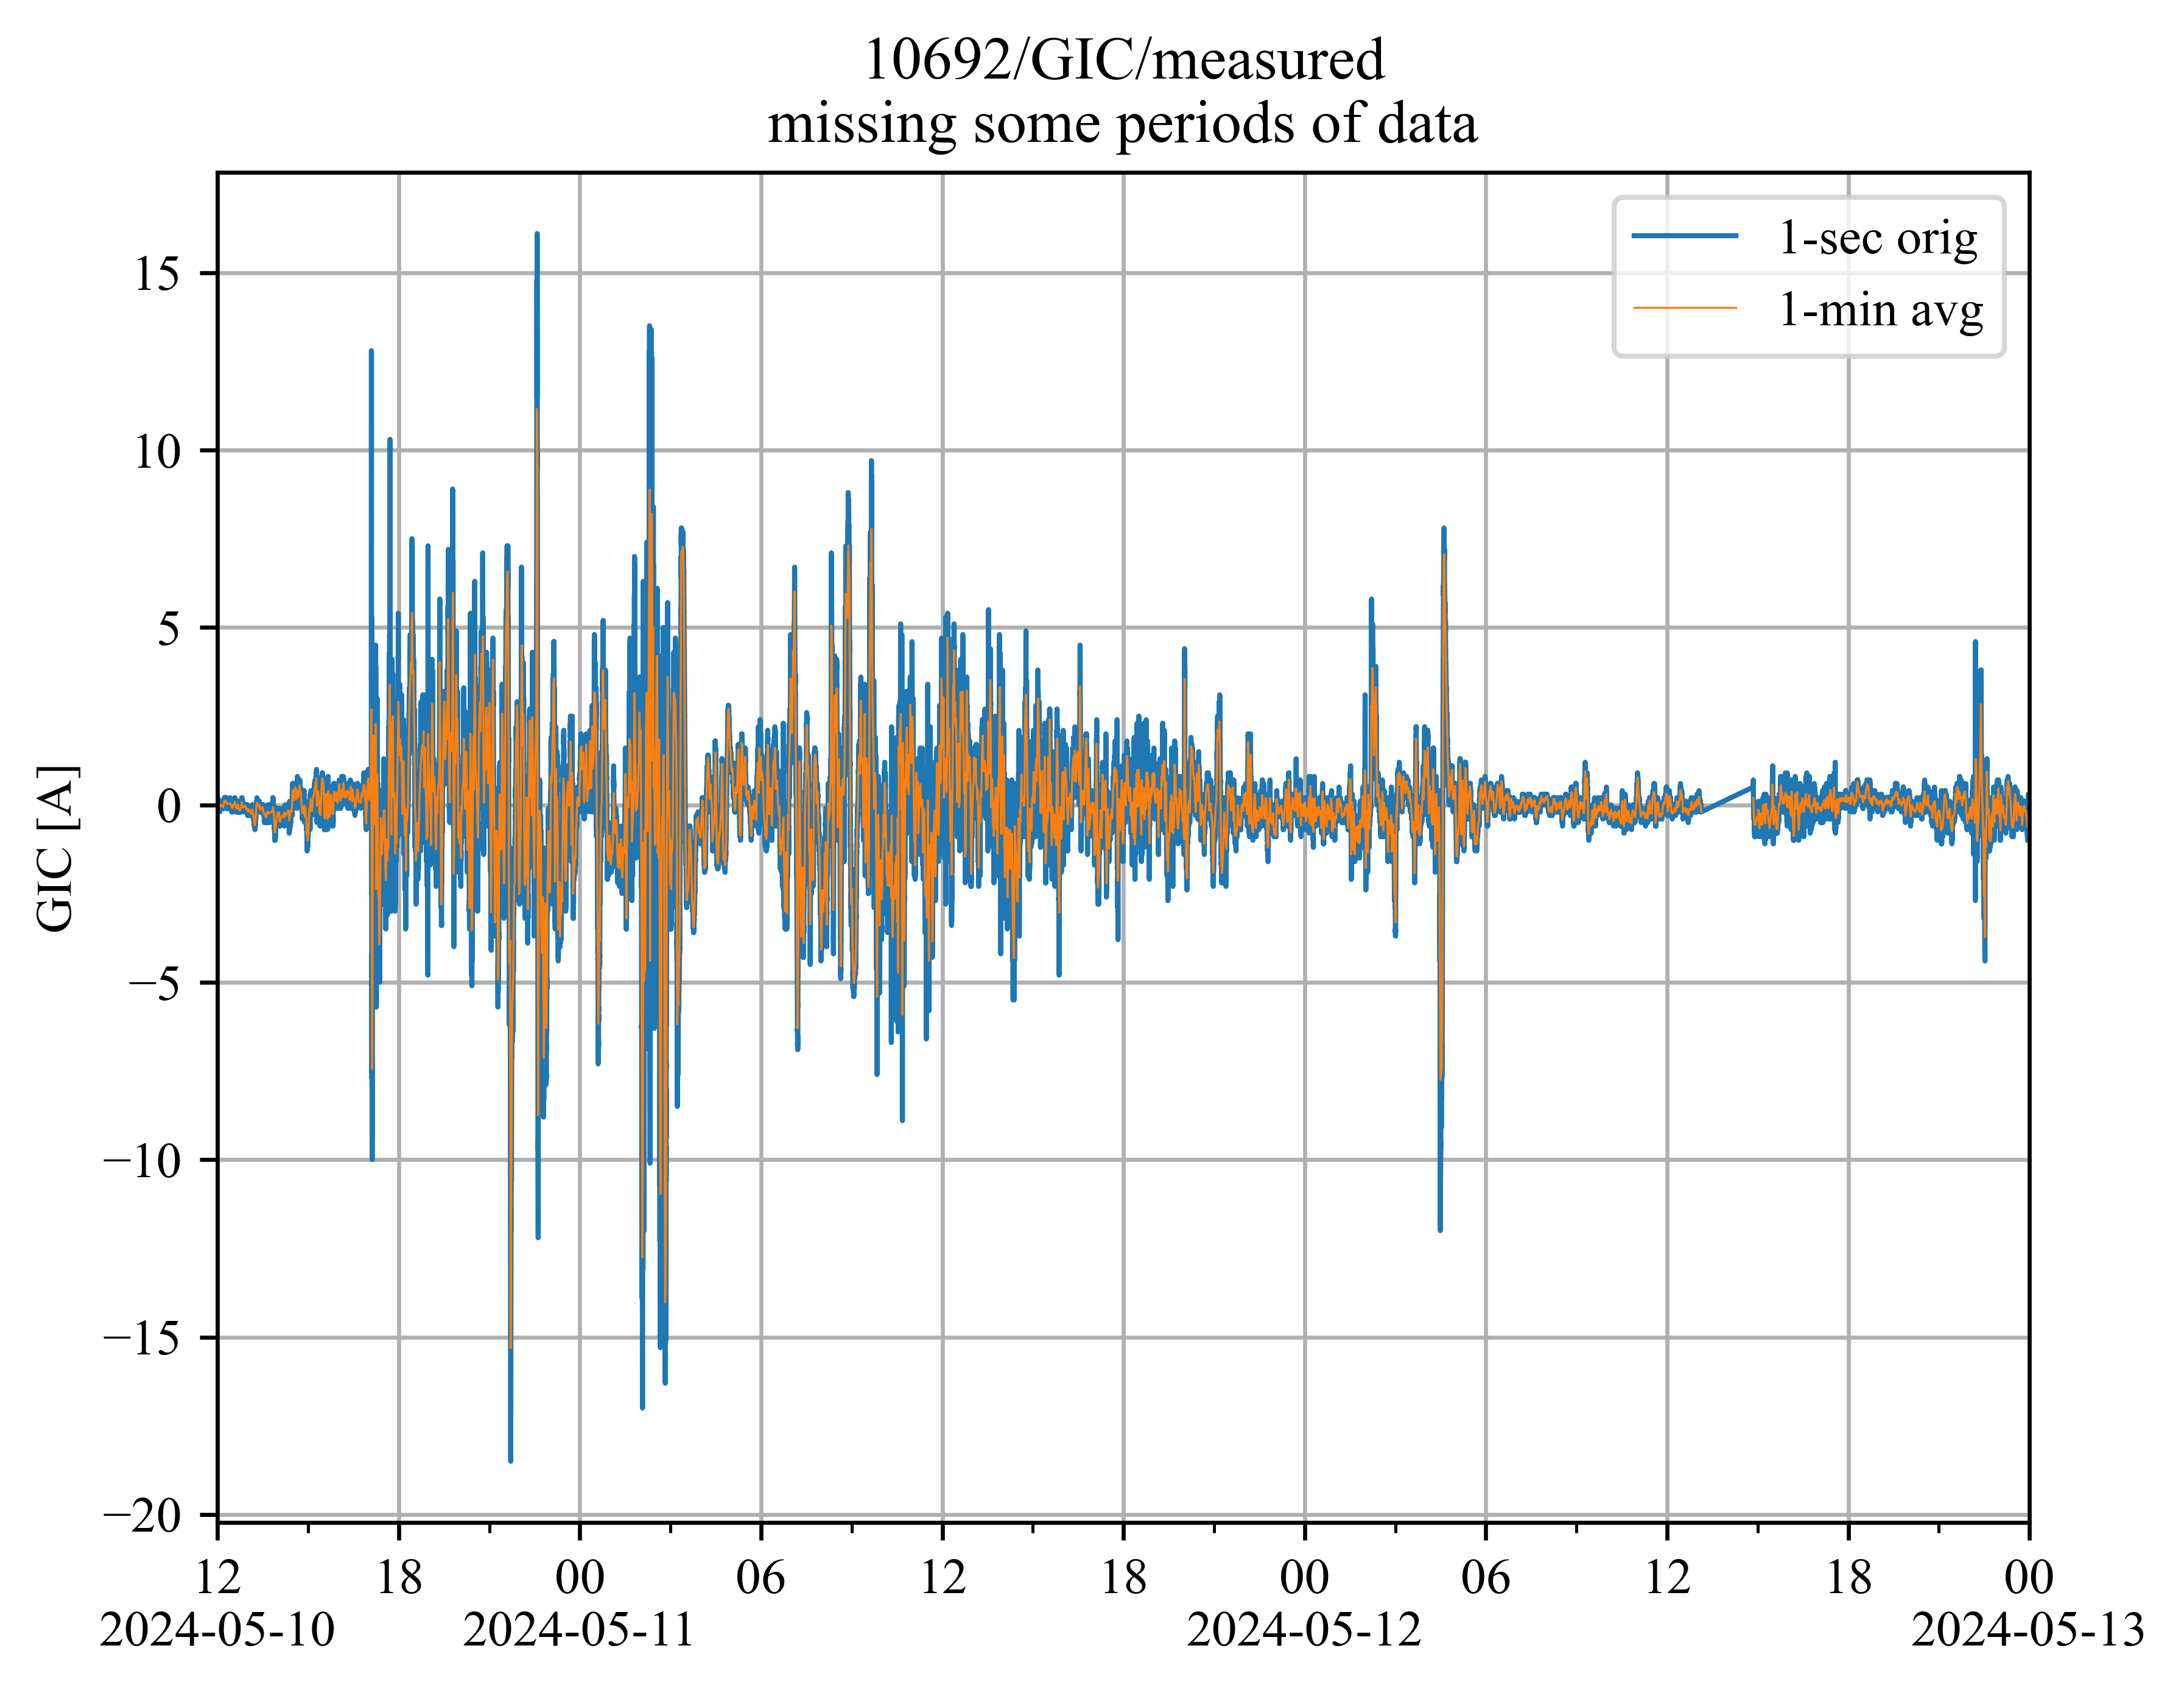 10692/GIC/measured
missing some periods of data
1-sec orig
1-min avg
GIC [A]
15
10
5
0
−5
−10
−15
−20
12 18 00 06 12 18 00 06 12 18 00
2024-05-10 2024-05-11 2024-05-12 2024-05-13